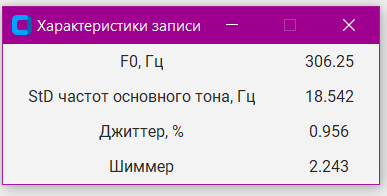 Характеристики записи
F0, Гц 306.25
StD частот основного тона, Гц 18.542
Джиттер, % 0.956
Шиммер 2.243